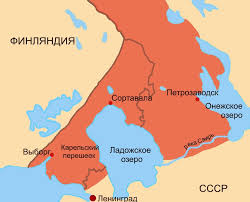 ФИНЛЯНДИЯ
Петрозаводск
Сортавала
Онежское
озеро
Выборг
Карельский
перешеек
Ладожское
озеро
река Свирь
СССР
Ленинград